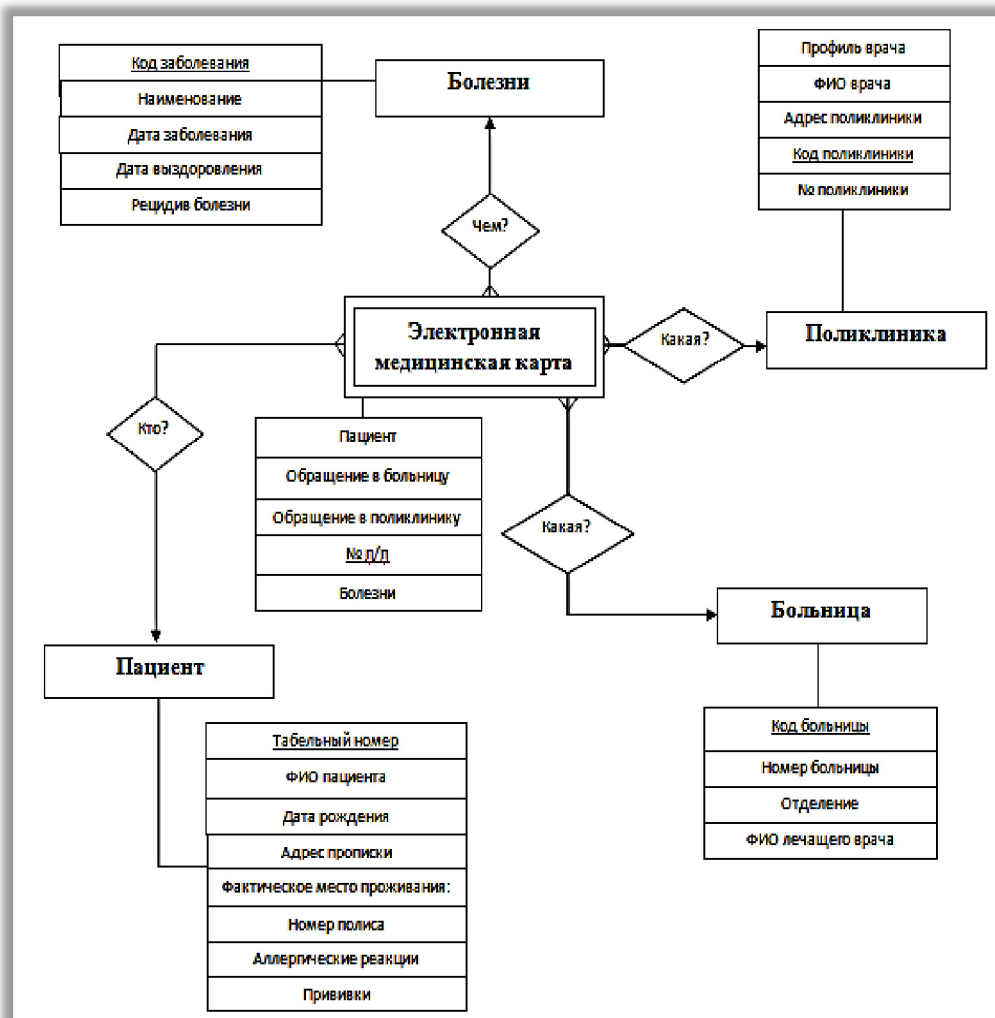 Код заболевания
Наименование
Дата заболевания
Дата выздоровления
Рецидив болезни
Болезни
Профиль врача
ФИО врача
Адрес поликлиники
Код поликлиники
№ поликлиники
Чем?
Электронная
медицинская карта
Какая?
Поликлиника
Кто?
Пациент
Обращение в больницу
Обращение в поликлинику
№ п/п
Болезни
Какая?
Больница
Пациент
Код больницы
Номер больницы
Отделение
ФИО лечащего врача
Табельный номер
ФИО пациента
Дата рождения
Адрес прописки
Фактическое место проживания:
Номер полиса
Аллергические реакции
Прививки